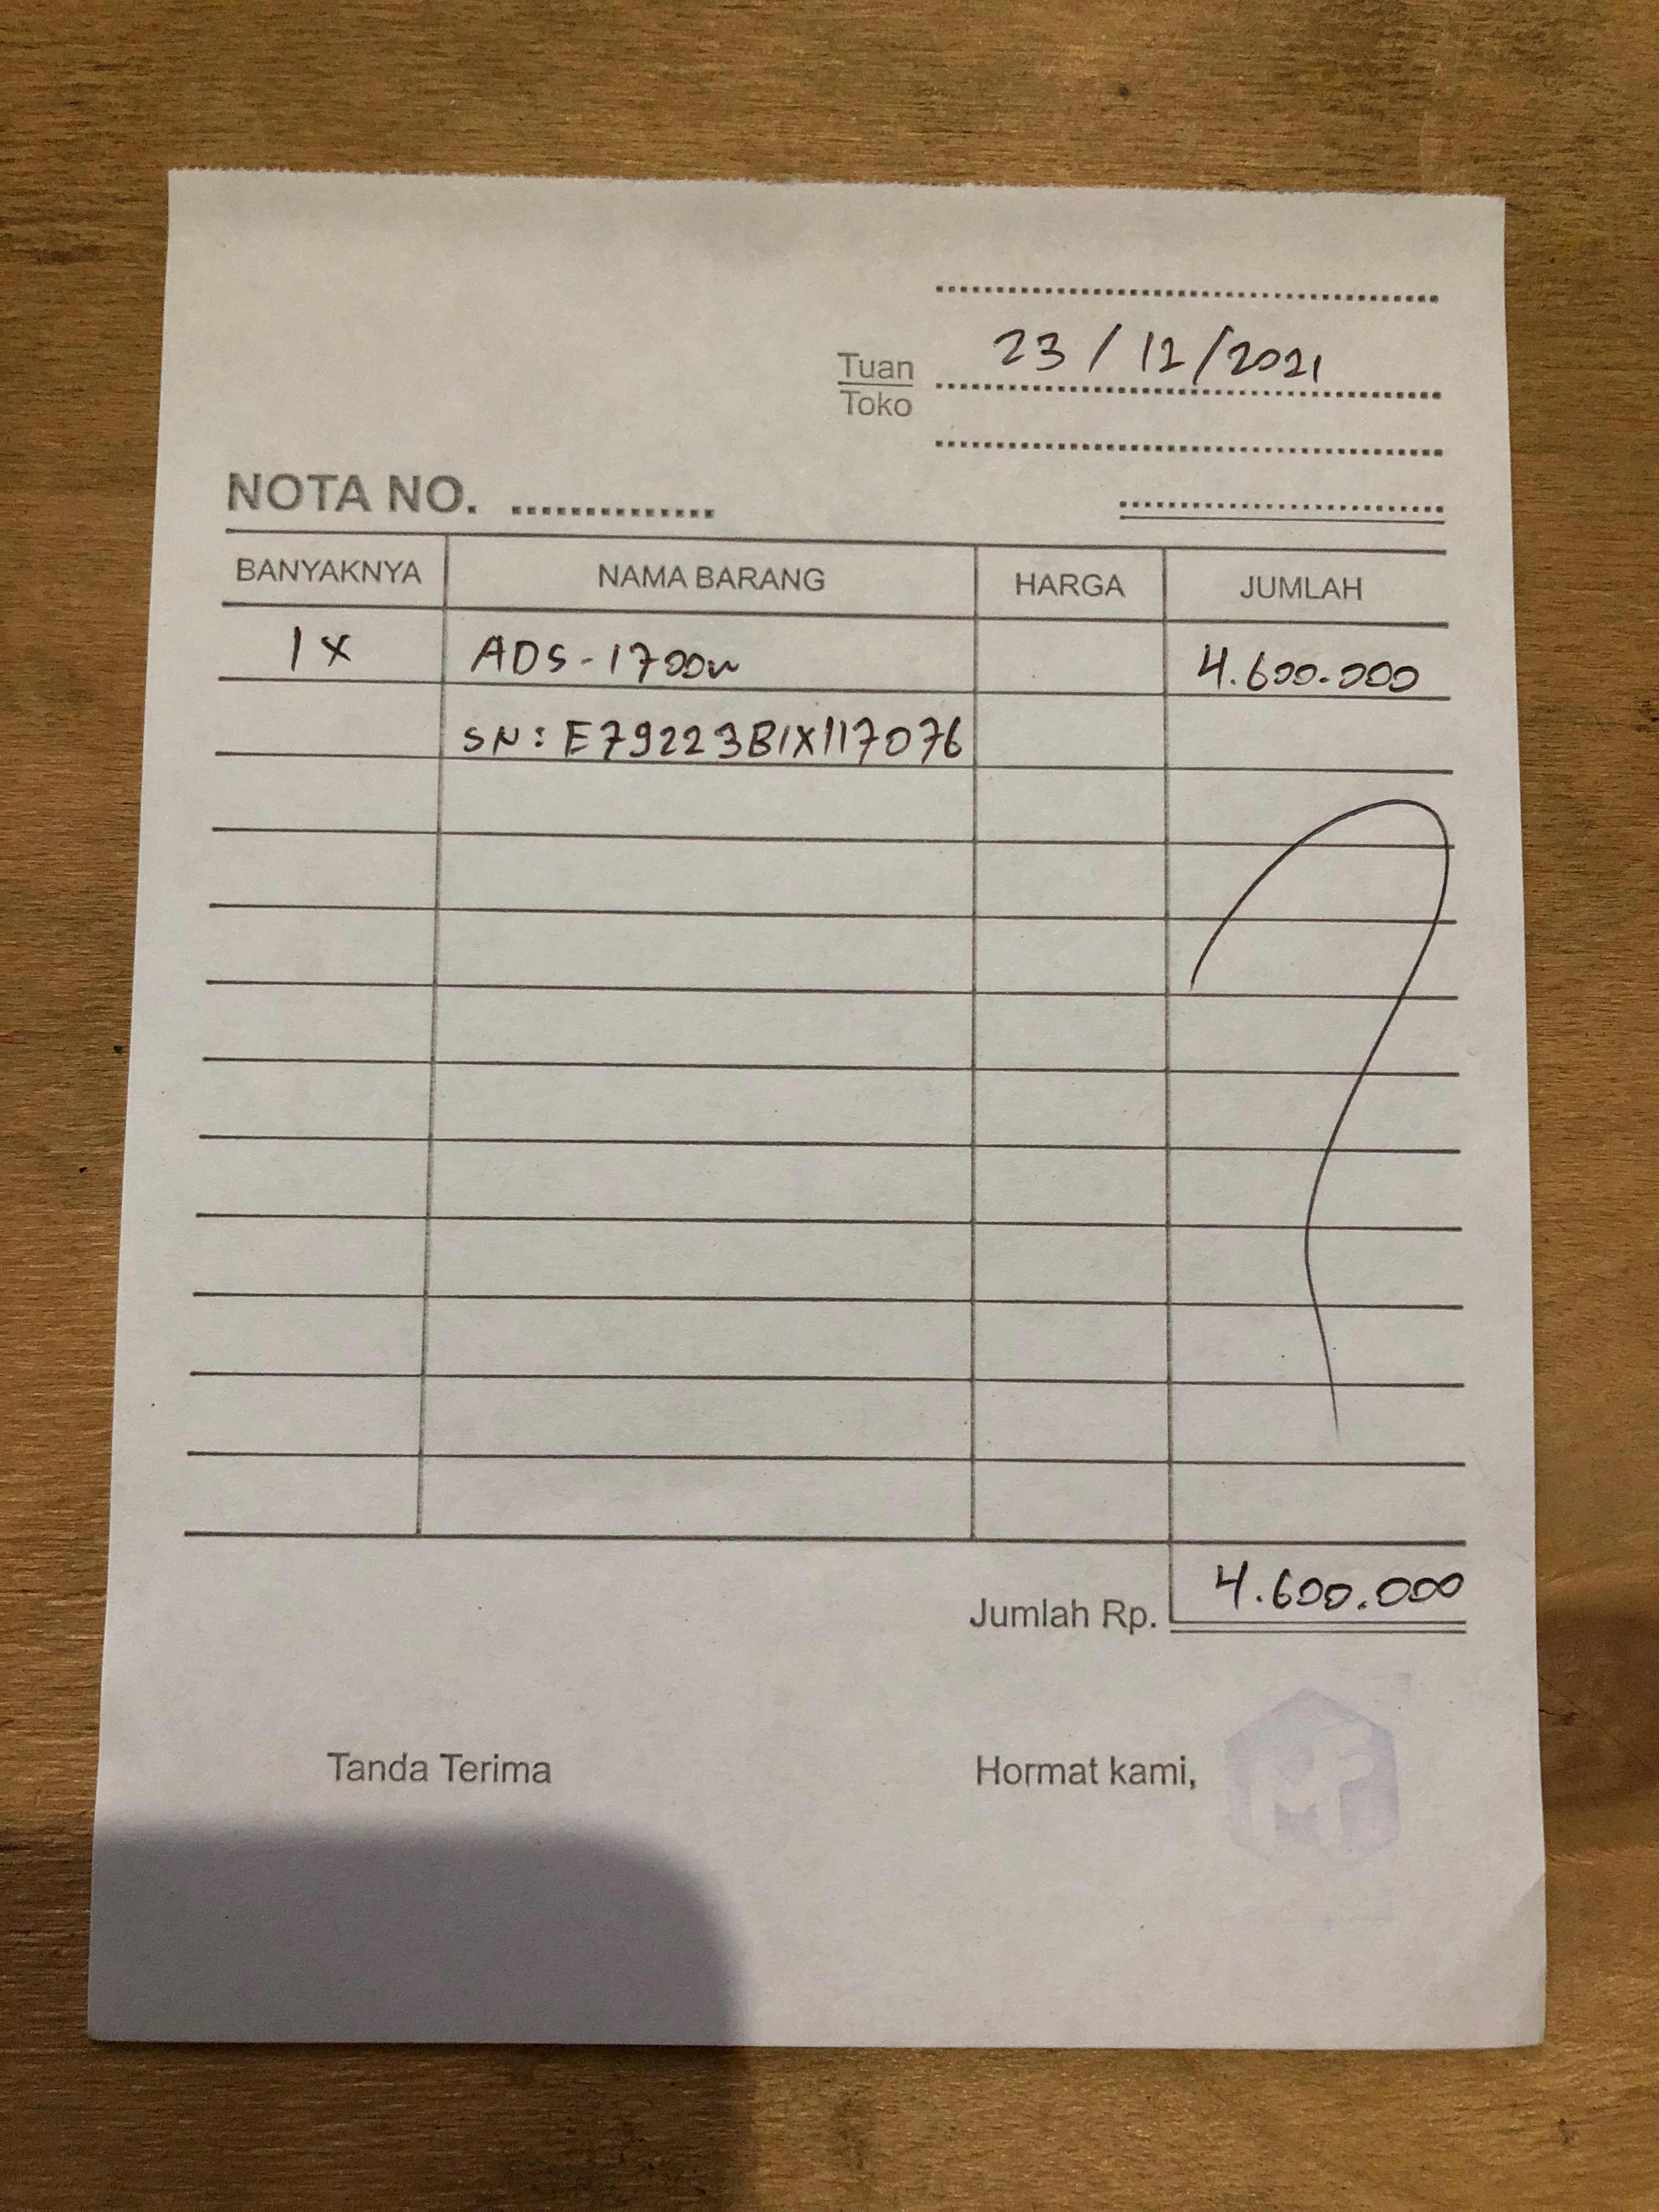 23/12/2021
Tuan
Toko
NOTA NO. ..............
BANYAKNYA NAMA BARANG HARGA JUMLAH
1X ADS-1700W 4.600.000
SN: E79223B1X117076
Jumlah Rp. 4.600.000
Tanda Terima Hormat kami,
MF